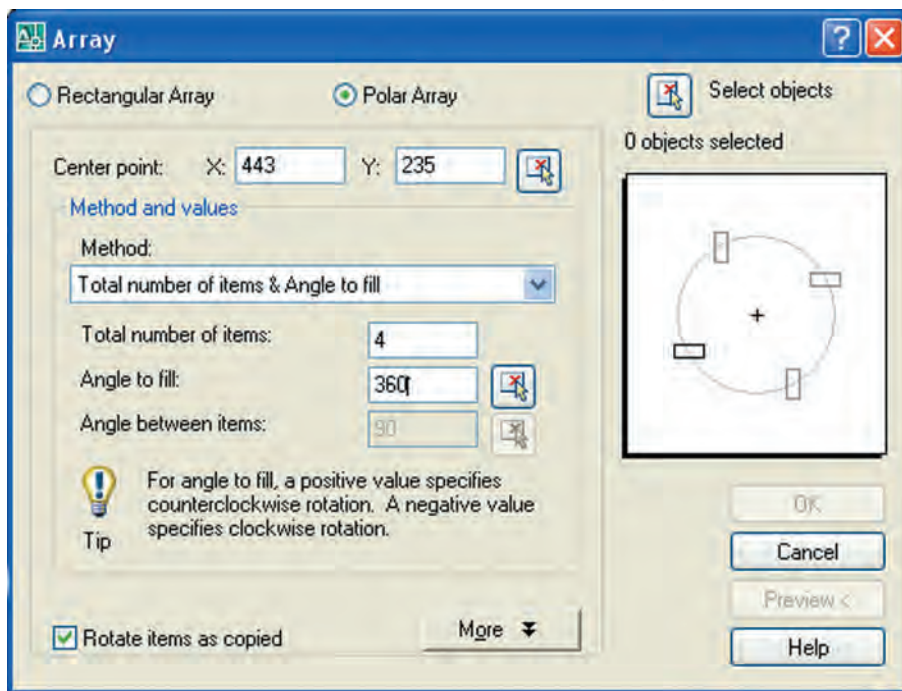 Array
Rectangular Array
Polar Array
Select objects
0 objects selected
Center point: X: 443 Y: 235
Method and values
Method:
Total number of items & Angle to fill
Total number of items: 4
Angle to fill: 360
Angle between items: 90
Tip
For angle to fill, a positive value specifies
counterclockwise rotation. A negative value
specifies clockwise rotation.
Rotate items as copied
More
OK
Cancel
Preview <
Help